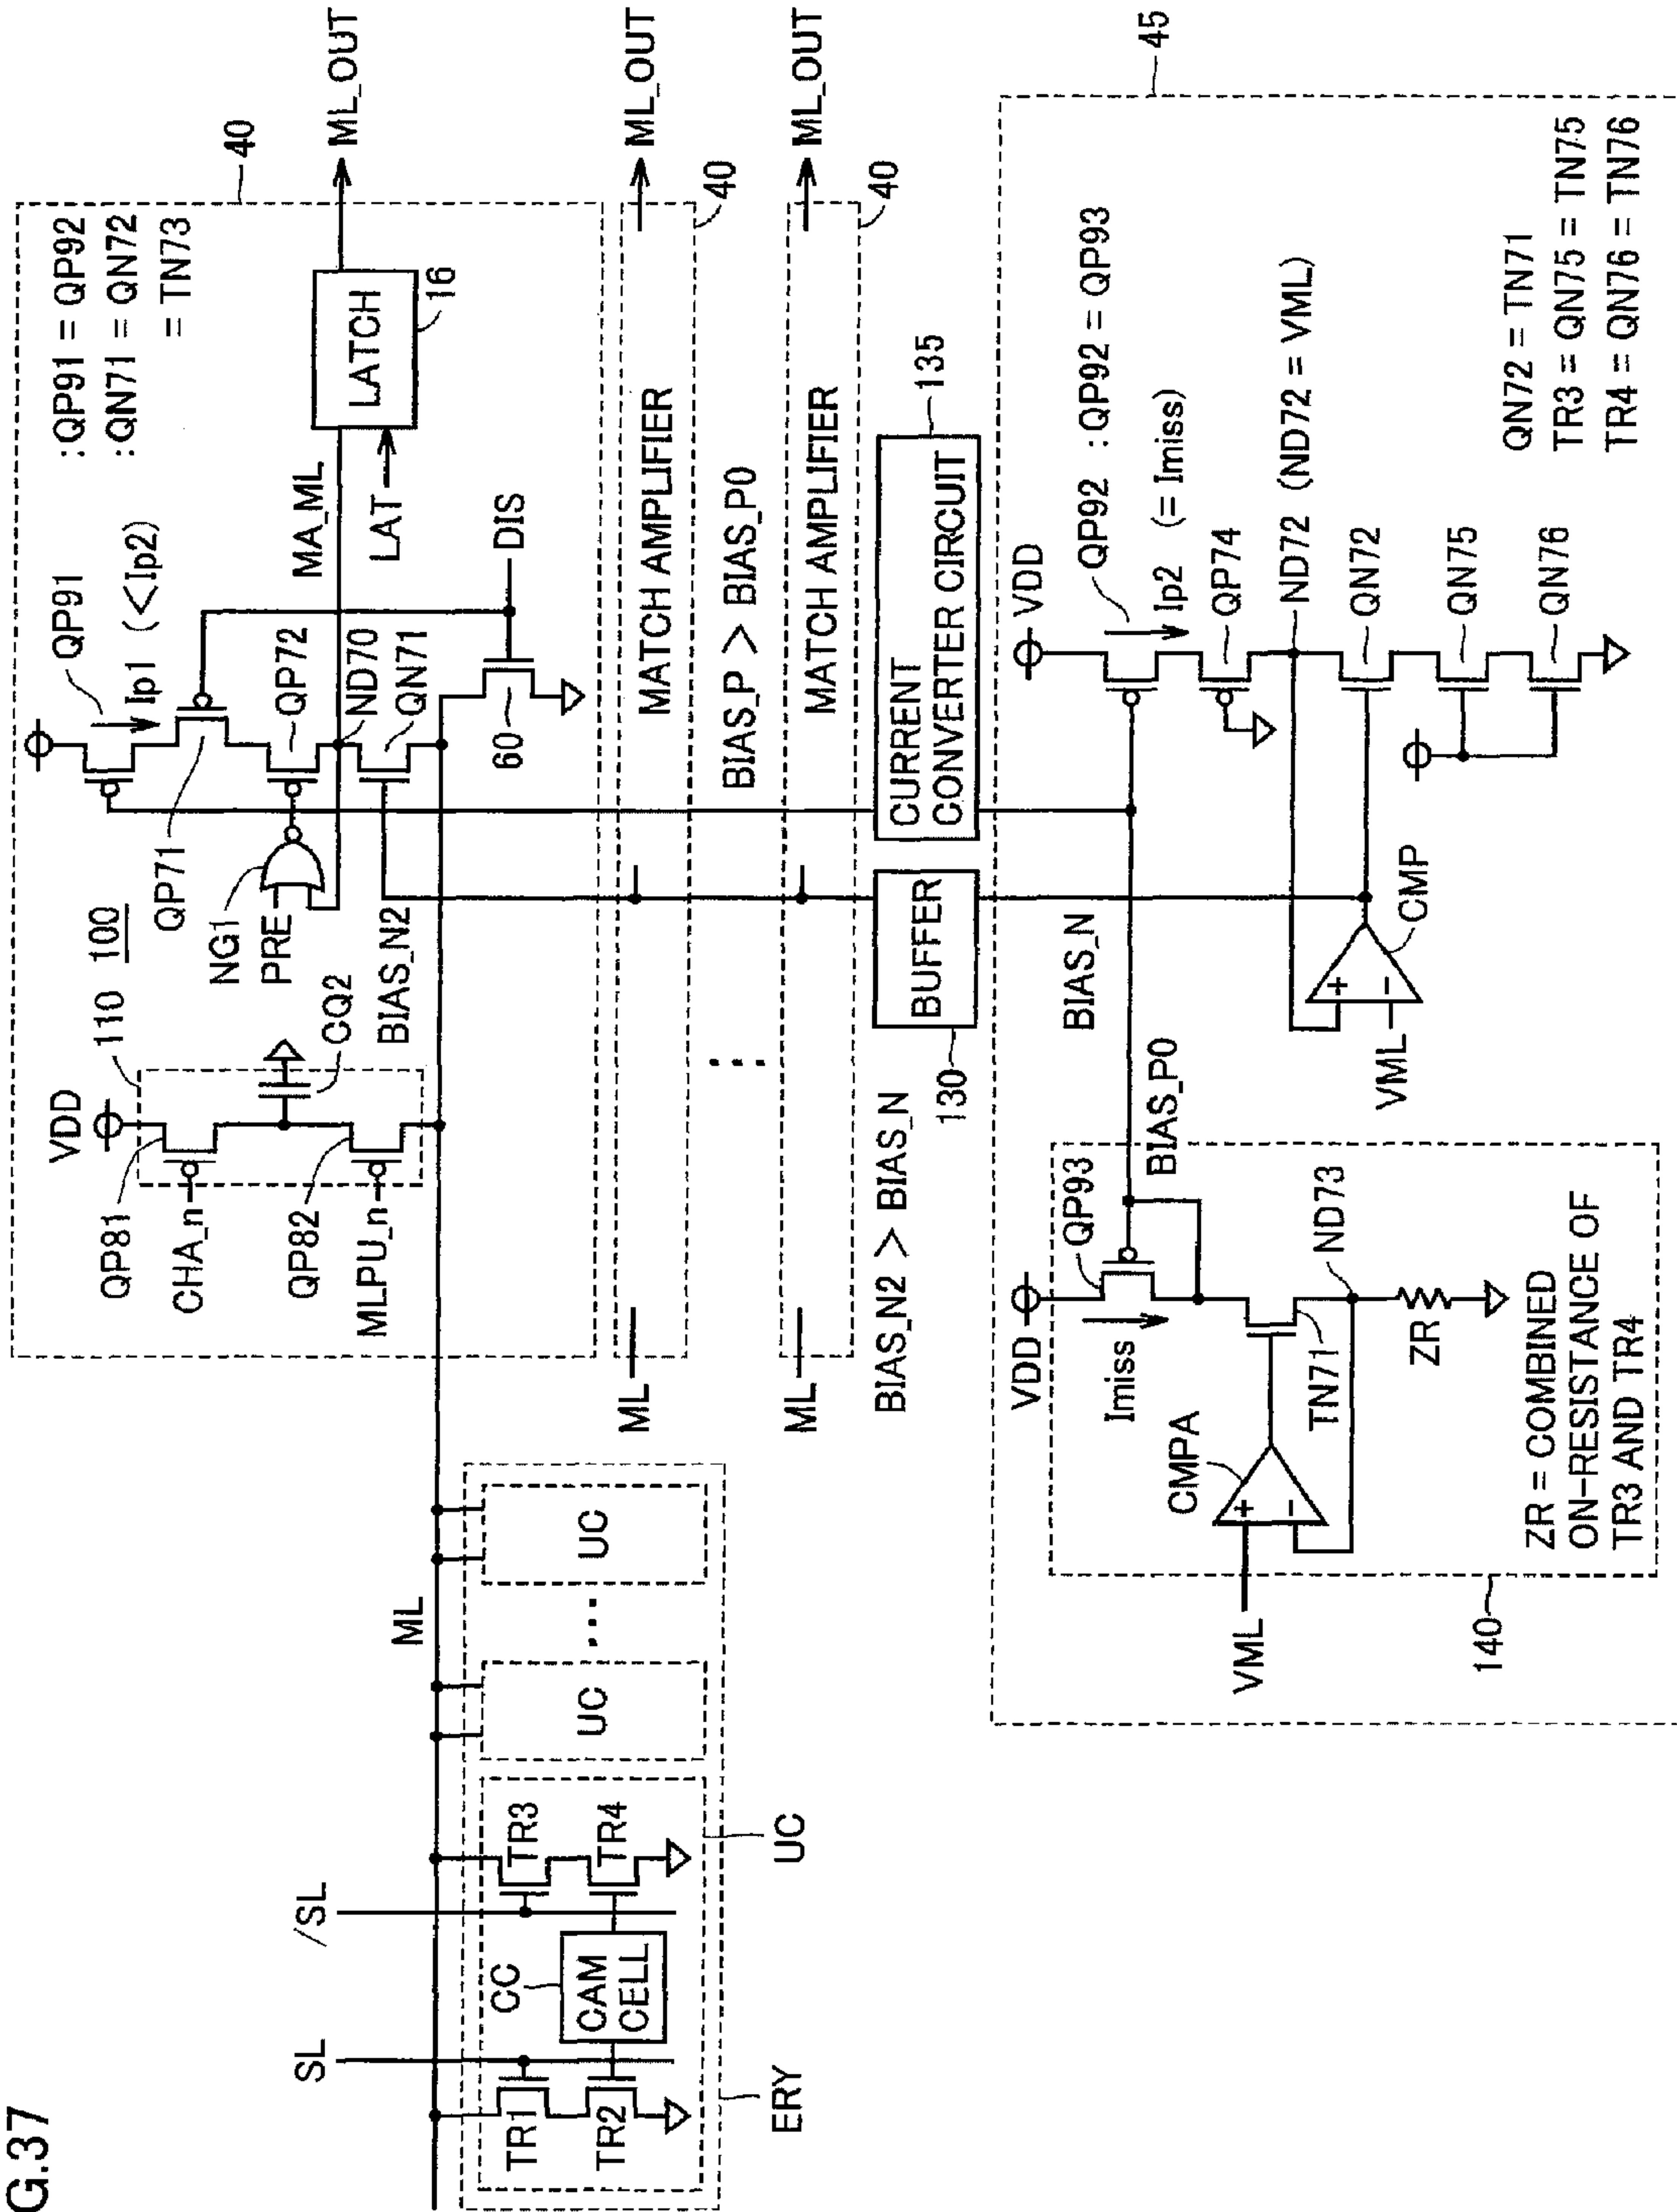 G.37
ML
SL
/SL
CC
CAM
CELL
TR1
TR2
TR3
TR4
UC
UC
UC
ERY
VDD
110
100
QP81
CHA_n
QP82
MLPU_n
CQ2
NG1
PRE
BIAS_N2
QP71
QP91
Ip1 (<Ip2)
QP72
ND70
QN71
60
DIS
MA_ML
LAT
LATCH
16
:QP91 = QP92
:QN71 = QN72
= TN73
40
ML_OUT
ML
MATCH AMPLIFIER
40
ML_OUT
BIAS_P > BIAS_P0
ML
MATCH AMPLIFIER
40
ML_OUT
BIAS_N2 > BIAS_N
BUFFER
130
CURRENT
CONVERTER CIRCUIT
135
45
BIAS_N
BIAS_P0
VDD
QP93
Imiss
CMPA
VML
TN71
ND73
ZR
ZR = COMBINED
ON-RESISTANCE OF
TR3 AND TR4
140
VDD
QP92 :QP92 = QP93
Ip2 (= Imiss)
QP74
ND72 (ND72 = VML)
QN72
QN75
QN76
CMP
VML
+
−
+
−
QN72 = TN71
TR3 = QN75 = TN75
TR4 = QN76 = TN76